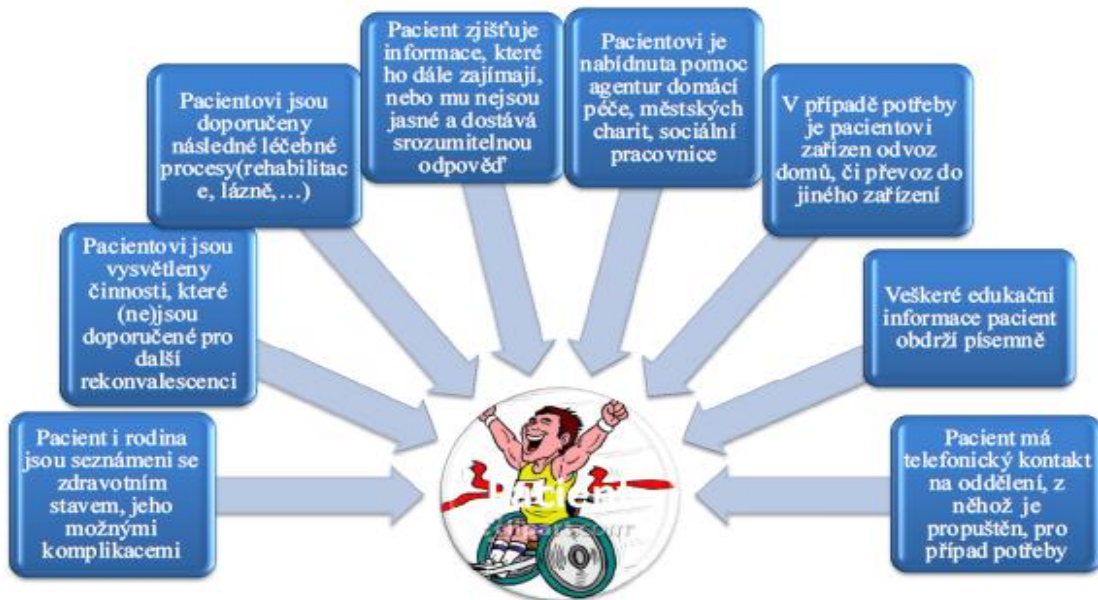 Pacient i rodina
jsou seznámeni se
zdravotním
stavem, jeho
možnými
komplikacemi
Pacientovi jsou
vysvětleny
činnosti, které
(ne)jsou
doporučené pro
další
rekonvalescenci
Pacientovi jsou
doporučeny
následné léčebné
procesy(rehabilitac
e, lázně,…)
Pacient zjišťuje
informace, které
ho dále zajímají,
nebo mu nejsou
jasné a dostává
srozumitelnou
odpověď
Pacientovi je
nabídnuta pomoc
agentur domácí
péče, městských
charit, sociální
pracovnice
V případě potřeby
je pacientovi
zařízen odvoz
domů, či převoz do
jiného zařízení
Veškeré edukační
informace pacient
obdrží písemně
Pacient má
telefonický kontakt
na oddělení, z
něhož je
propuštěn, pro
případ potřeby
Pacient